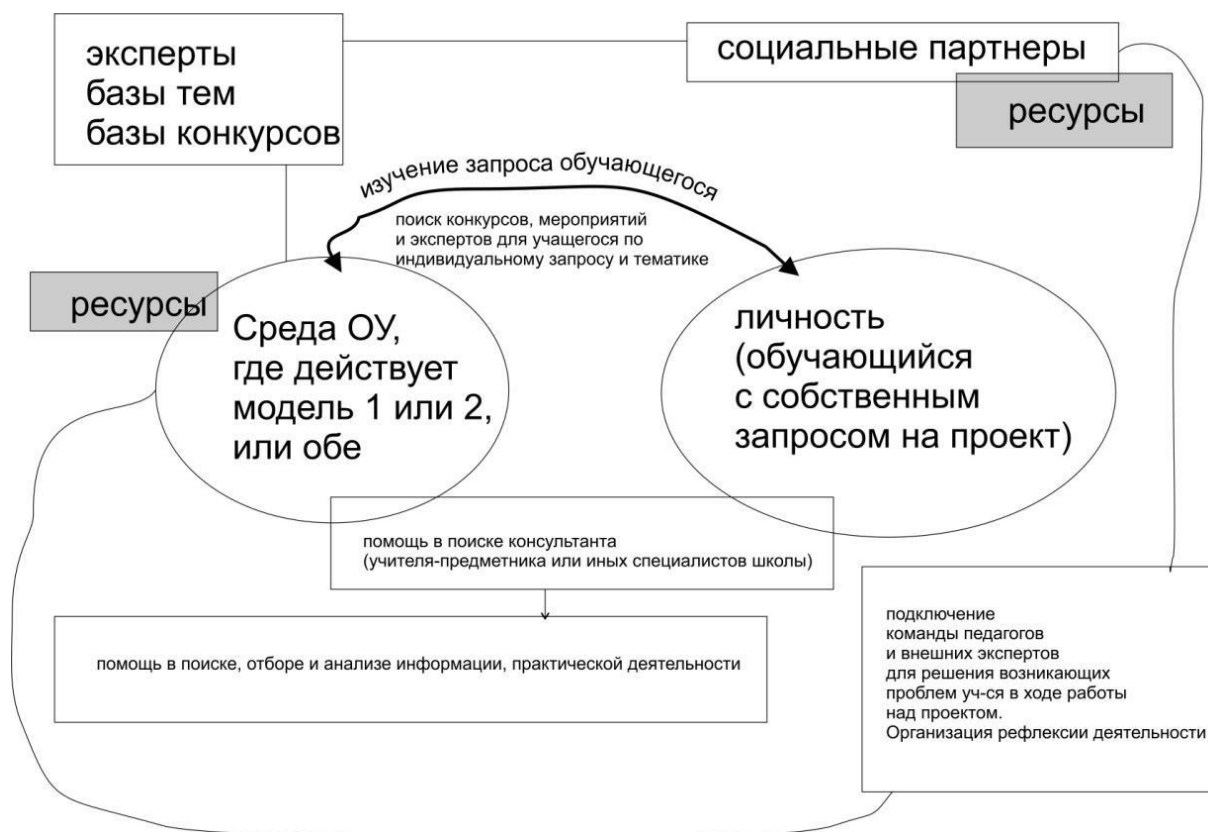 эксперты
базы тем
базы конкурсов
социальные партнеры
ресурсы
изучение запроса обучающегося
поиск конкурсов, мероприятий
и экспертов для учащегося по
индивидуальному запросу и тематике
ресурсы
Среда ОУ,
где действует
модель 1 или 2,
или обе
личность
(обучающийся
с собственным
запросом на проект)
помощь в поиске консультанта
(учителя-предметника или иных специалистов школы)
помощь в поиске, отборе и анализе информации, практической деятельности
подключение
команды педагогов
и внешних экспертов
для решения возникающих
проблем уч-ся в ходе работы
над проектом.
Организация рефлексии деятельности